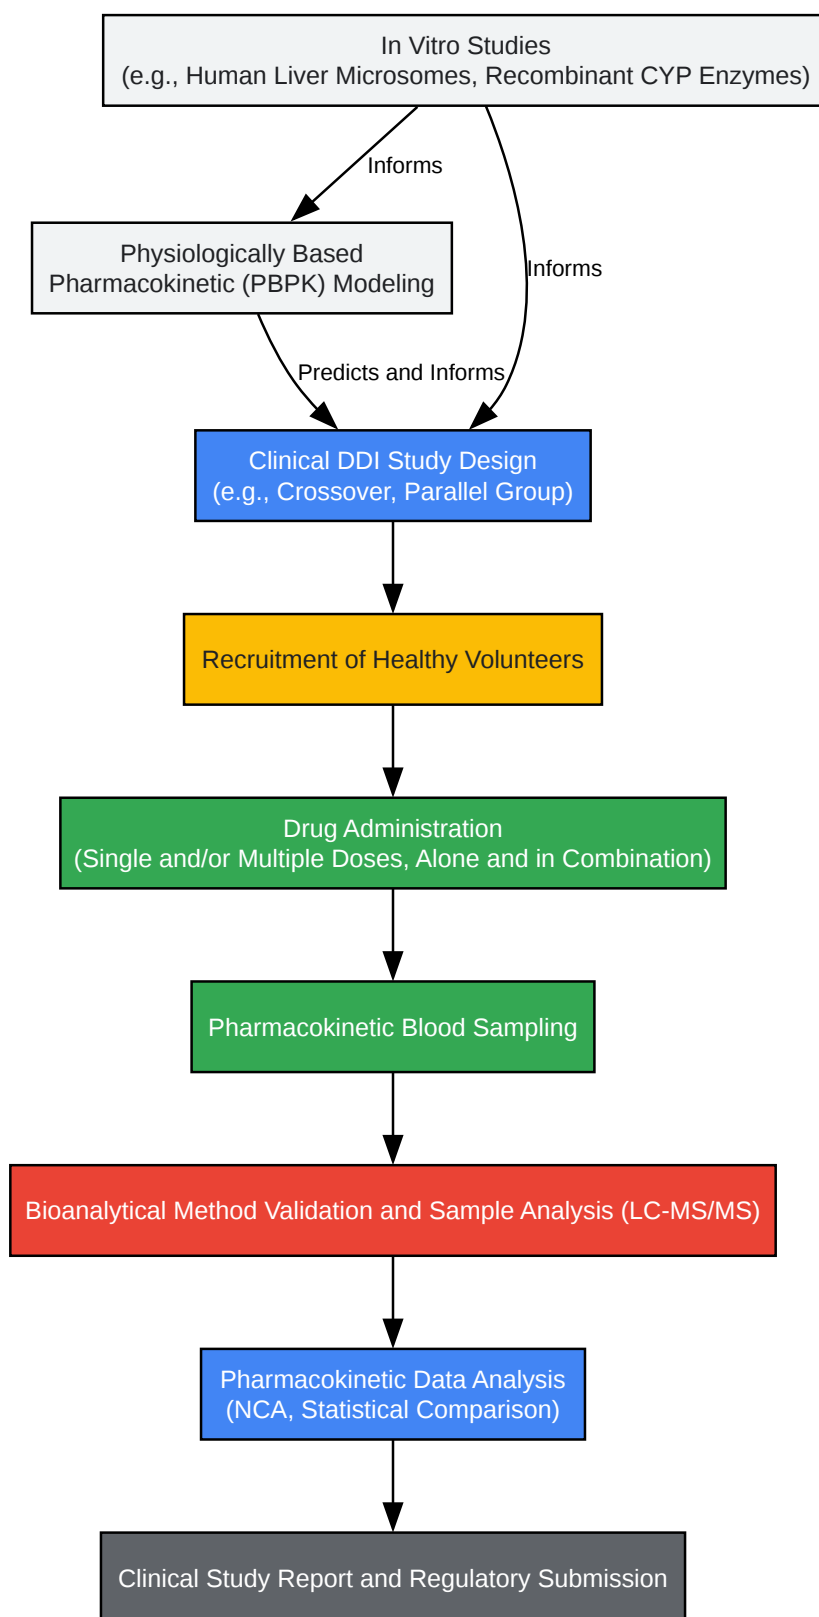 In Vitro Studies
(e.g., Human Liver Microsomes, Recombinant CYP Enzymes)
Informs
Physiologically Based
Pharmacokinetic (PBPK) Modeling
Informs
Predicts and Informs
Clinical DDI Study Design
(e.g., Crossover, Parallel Group)
Recruitment of Healthy Volunteers
Drug Administration
(Single and/or Multiple Doses, Alone and in Combination)
Pharmacokinetic Blood Sampling
Bioanalytical Method Validation and Sample Analysis (LC-MS/MS)
Pharmacokinetic Data Analysis
(NCA, Statistical Comparison)
Clinical Study Report and Regulatory Submission